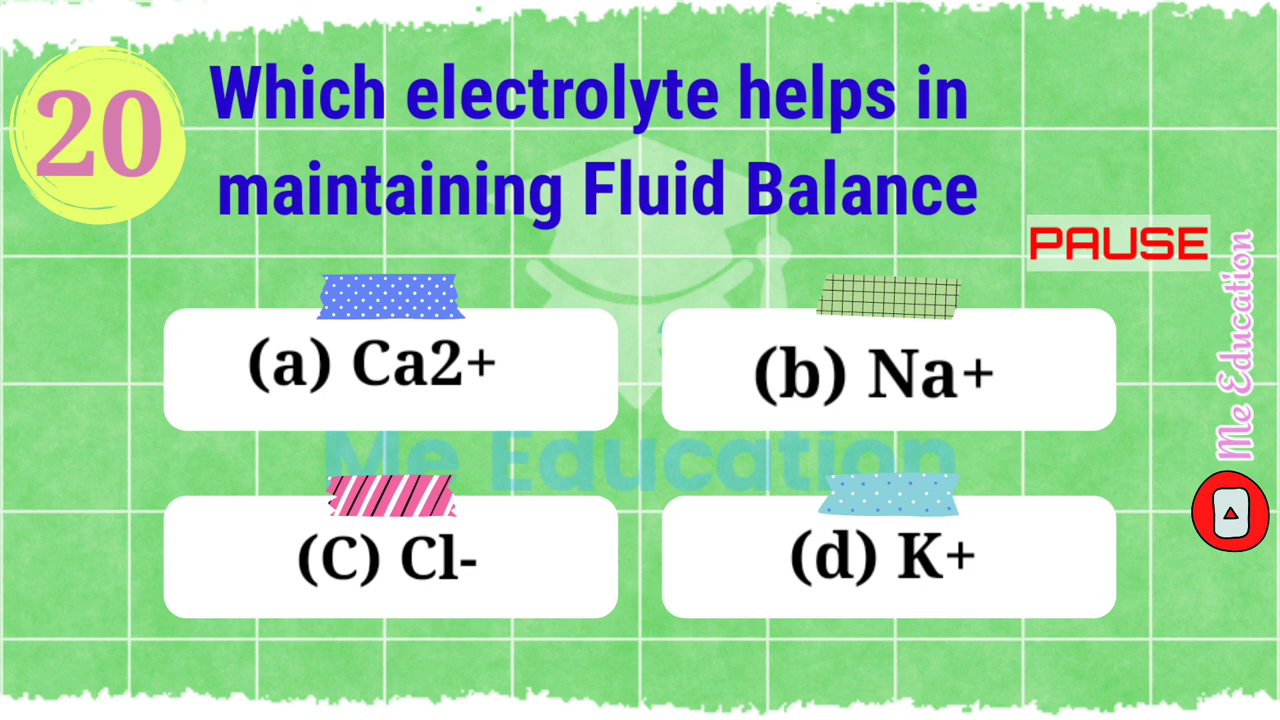 20
Which electrolyte helps in
maintaining Fluid Balance
PAUSE
(a) Ca2+
(b) Na+
Me Education
(C) Cl-
(d) K+
Me Education